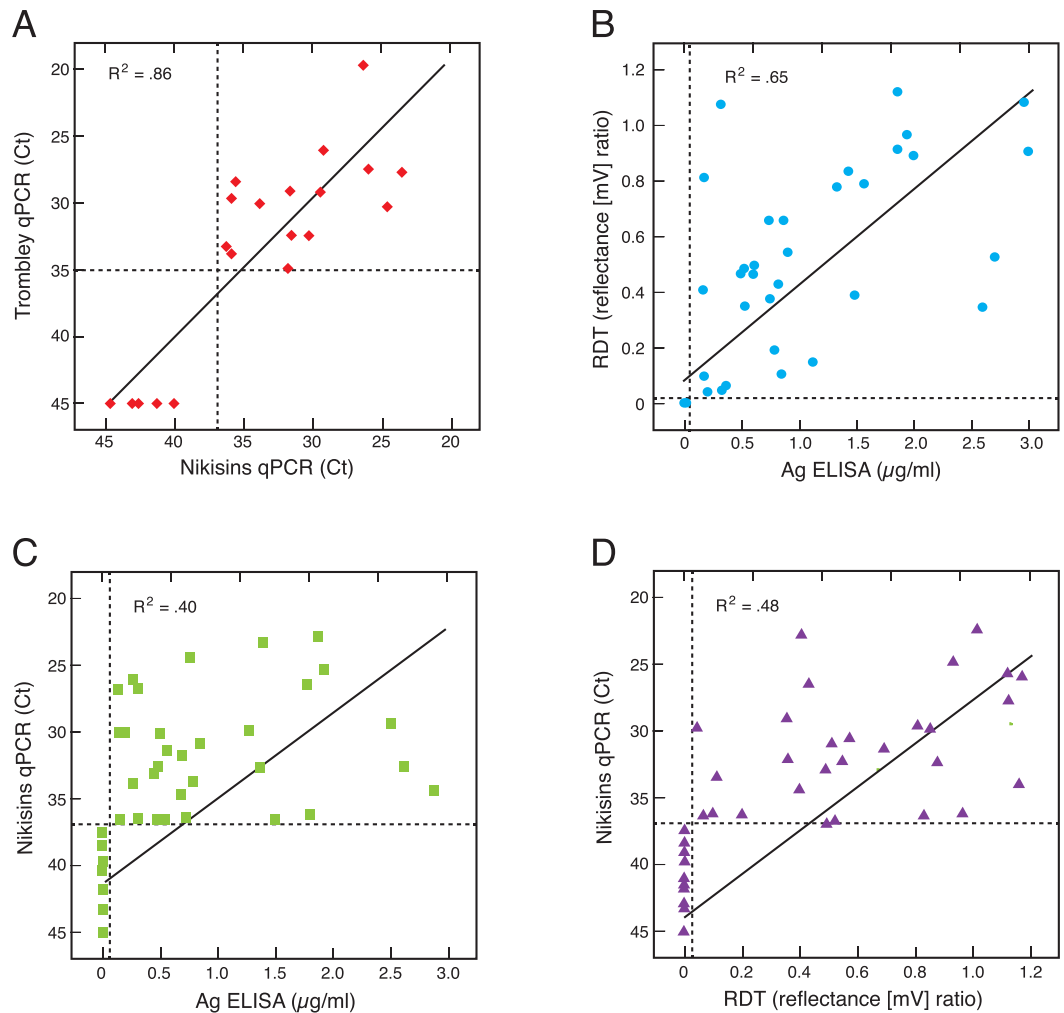 A
R² = .86
Trombley qPCR (Ct)
20
25
30
35
40
45
45 40 35 30 25 20
Nikisins qPCR (Ct)
B
R² = .65
RDT (reflectance [mV] ratio)
1.2
1.0
0.8
0.6
0.4
0.2
0
0 0.5 1.0 1.5 2.0 2.5 3.0
Ag ELISA (µg/ml)
C
R² = .40
Nikisins qPCR (Ct)
20
25
30
35
40
45
0 0.5 1.0 1.5 2.0 2.5 3.0
Ag ELISA (µg/ml)
D
R² = .48
Nikisins qPCR (Ct)
20
25
30
35
40
45
0 0.2 0.4 0.6 0.8 1.0 1.2
RDT (reflectance [mV] ratio)